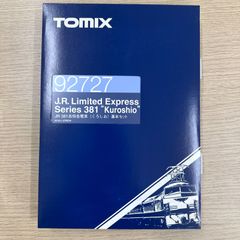 TOMIX
92727
J.R. Limited Express
Series 381 "Kuroshio"
JR 381系特急電車(くろしお)基本セット